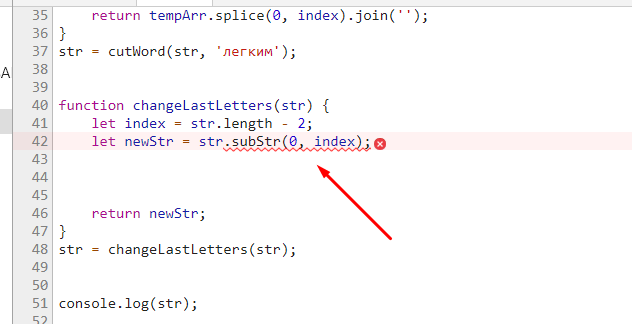 35     return tempArr.splice(0, index).join('');
36 }
37 str = cutWord(str, 'легким');
38
39
40 function changeLastLetters(str) {
41     let index = str.length - 2;
42     let newStr = str.subStr(0, index);
43
44
45
46     return newStr;
47 }
48 str = changeLastLetters(str);
49
50
51 console.log(str);
52
A